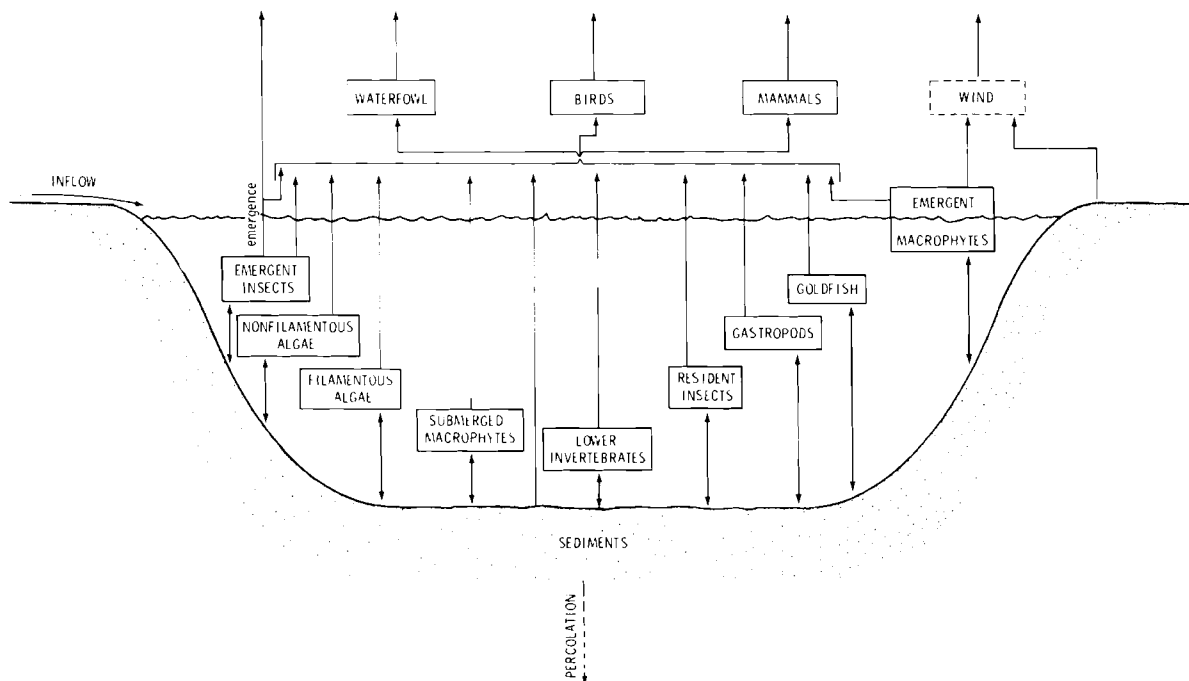 WATERFOWL
BIRDS
MAMMALS
WIND
INFLOW
emergence
EMERGENT
MACROPHYTES
EMERGENT
INSECTS
GOLDFISH
NONFILAMENTOUS
ALGAE
GASTROPODS
FILAMENTOUS
ALGAE
RESIDENT
INSECTS
SUBMERGED
MACROPHYTES
LOWER
INVERTEBRATES
SEDIMENTS
PERCOLATION